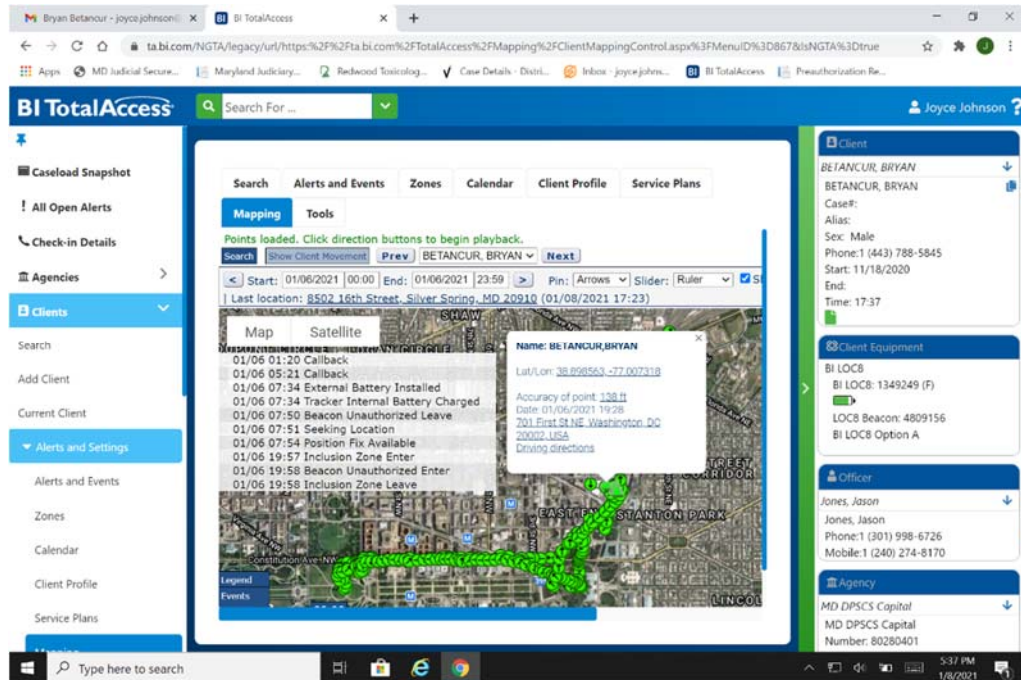 Bryan Betancur - joyce.johnson
BI TotalAccess
ta.bi.com/NGTA/legacy/url/https:%2F%2Fta.bi.com%2FTotalAccess%2FMapping%2FClientMappingControl.aspx%3FMenuID%3D867&IsNGTA%3Dtrue
Apps
MD Judicial Secure...
Maryland Judiciary...
Redwood Toxicolog...
Case Details - Distri...
Inbox - joyce.johns...
BI TotalAccess
Preauthorization Re...
BI TotalAccess
Search For ...
Joyce Johnson ?
Caseload Snapshot
! All Open Alerts
Check-in Details
Agencies
Clients
Search
Add Client
Current Client
Alerts and Settings
Alerts and Events
Zones
Calendar
Client Profile
Service Plans
Mapping
Search Alerts and Events Zones Calendar Client Profile Service Plans
Mapping Tools
Points loaded. Click direction buttons to begin playback.
Search Show Client Movement Prev BETANCUR, BRYAN Next
< Start: 01/06/2021 00:00 End: 01/06/2021 23:59 > Pin: Arrows Slider: Ruler
| Last location: 8502 16th Street, Silver Spring, MD 20910 (01/08/2021 17:23)
Map Satellite
SHAW
LOGAN CIRCLE
01/06 01:20 Callback
01/06 05:21 Callback
01/06 07:34 External Battery Installed
01/06 07:34 Tracker Internal Battery Charged
01/06 07:50 Beacon Unauthorized Leave
01/06 07:51 Seeking Location
01/06 07:54 Position Fix Available
01/06 19:57 Inclusion Zone Enter
01/06 19:58 Beacon Unauthorized Enter
01/06 19:58 Inclusion Zone Leave
Name: BETANCUR,BRYAN
Lat/Lon: 38.898563, -77.007318
Accuracy of point: 138 ft
Date: 01/06/2021 19:28
701 First St NE, Washington, DC
20002, USA
Driving directions
STREET
CORRIDOR
EAST END
STANTON PARK
Constitution Ave NW
LINCOL
Legend
Events
Client
BETANCUR, BRYAN
BETANCUR, BRYAN
Case#:
Alias:
Sex: Male
Phone:1 (443) 788-5845
Start: 11/18/2020
End:
Time: 17:37
Client Equipment
BI LOC8
BI LOC8: 1349249 (F)
LOC8 Beacon: 4809156
BI LOC8 Option A
Officer
Jones, Jason
Jones, Jason
Phone:1 (301) 998-6726
Mobile:1 (240) 274-8170
Agency
MD DPSCS Capital
MD DPSCS Capital
Number: 80280401
Type here to search
5:37 PM
1/8/2021